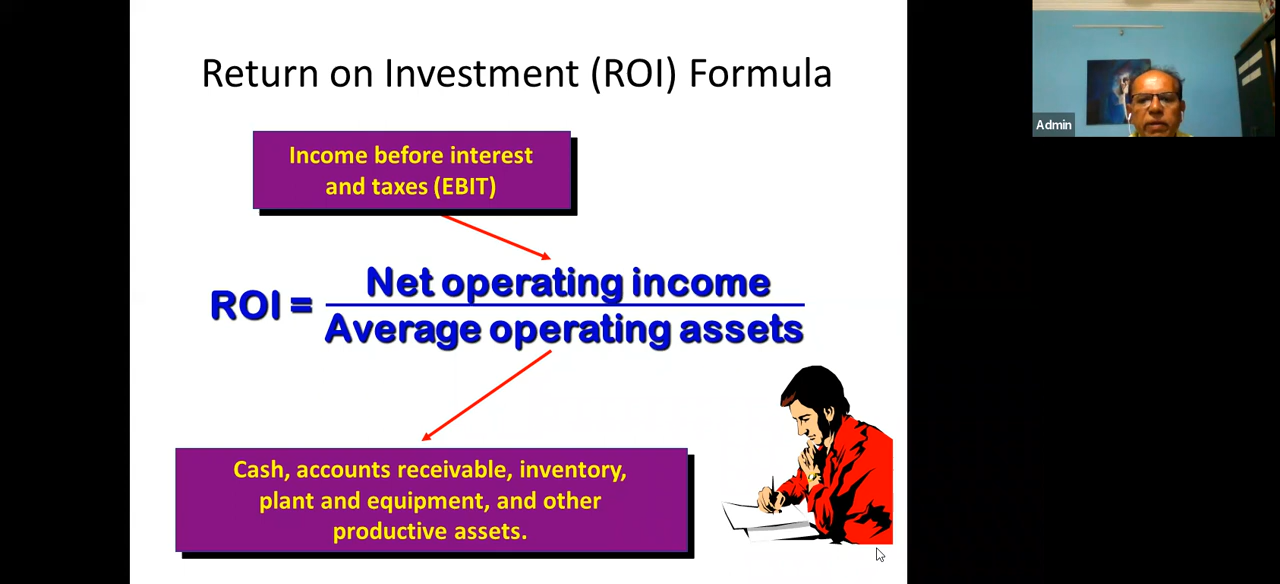 Return on Investment (ROI) Formula
Admin
Income before interest
and taxes (EBIT)
Net operating income
ROI =
Average operating assets
Cash, accounts receivable, inventory,
plant and equipment, and other
productive assets.